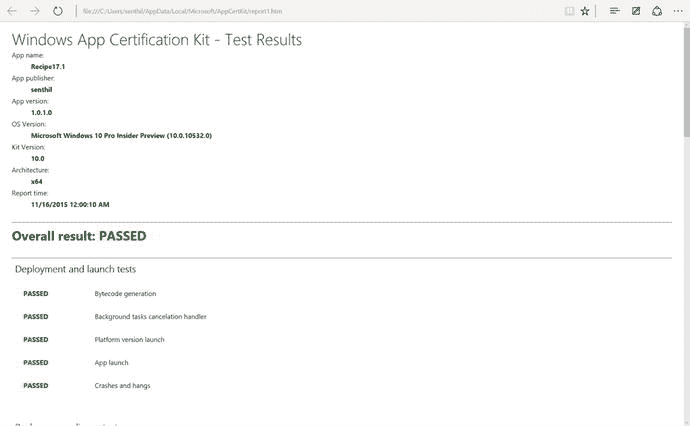 file:///C:/Users/senthil/AppData/Local/Microsoft/AppCertKit/report1.htm
Windows App Certification Kit - Test Results
App name:
Recipe17.1
App publisher:
senthil
App version:
1.0.1.0
OS Version:
Microsoft Windows 10 Pro Insider Preview (10.0.10532.0)
Kit Version:
10.0
Architecture:
x64
Report time:
11/16/2015 12:00:10 AM
Overall result: PASSED
Deployment and launch tests
PASSED Bytecode generation
PASSED Background tasks cancelation handler
PASSED Platform version launch
PASSED App launch
PASSED Crashes and hangs